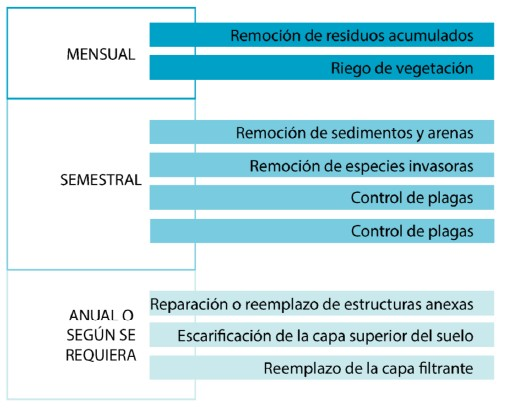 MENSUAL
Remoción de residuos acumulados
Riego de vegetación
SEMESTRAL
Remoción de sedimentos y arenas
Remoción de especies invasoras
Control de plagas
Control de plagas
ANUAL O
SEGÚN SE
REQUIERA
Reparación o reemplazo de estructuras anexas
Escarificación de la capa superior del suelo
Reemplazo de la capa filtrante